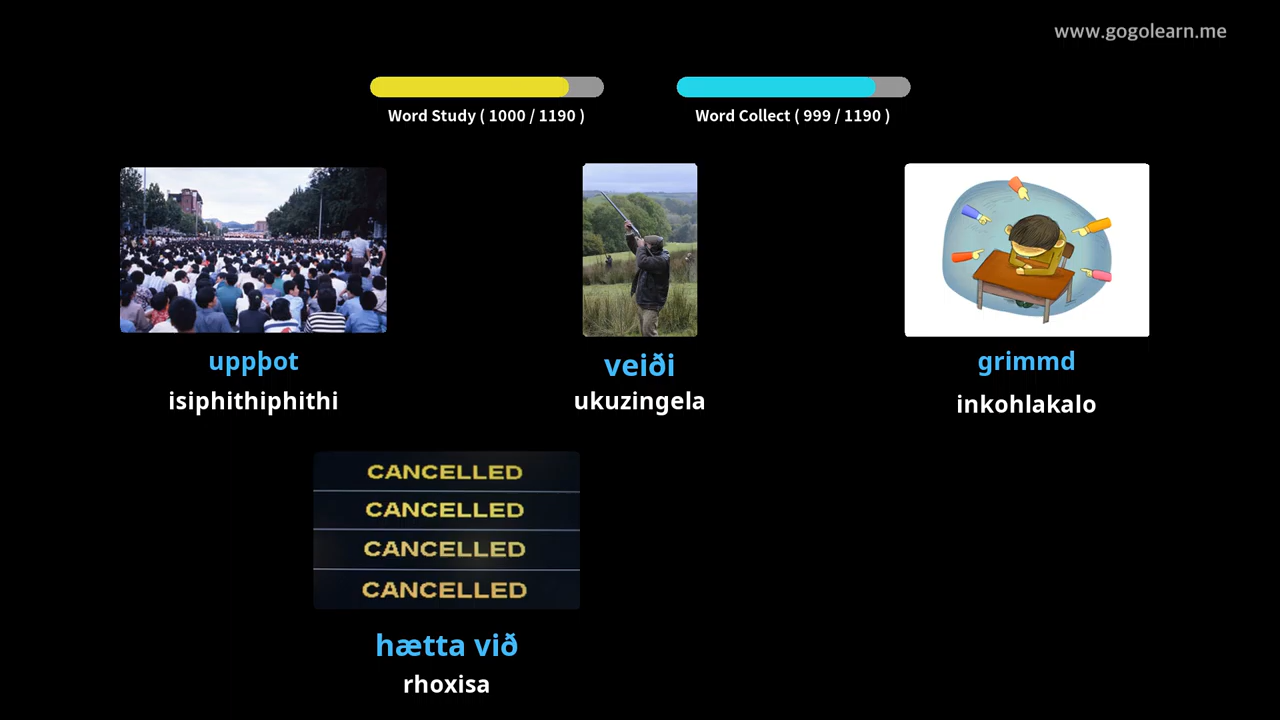 www.gogolearn.me
Word Study ( 1000 / 1190 )
Word Collect ( 999 / 1190 )
uppþot
isiphithiphithi
veiði
ukuzingela
grimmd
inkohlakalo
CANCELLED
CANCELLED
CANCELLED
CANCELLED
hætta við
rhoxisa